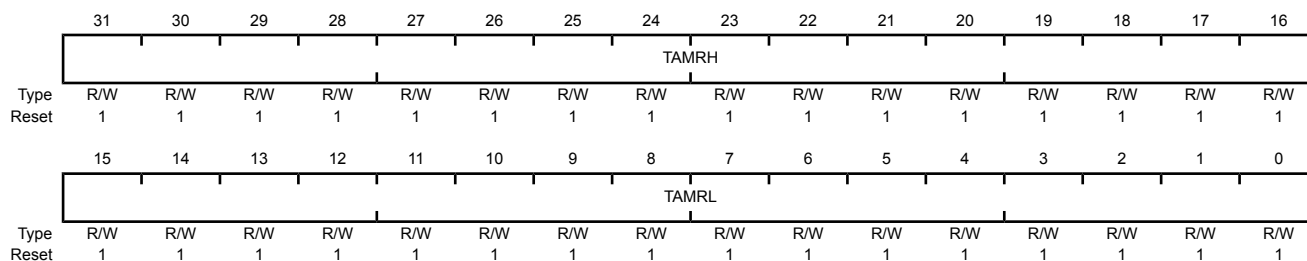 31 30 29 28 27 26 25 24 23 22 21 20 19 18 17 16
TAMRH
Type R/W R/W R/W R/W R/W R/W R/W R/W R/W R/W R/W R/W R/W R/W R/W R/W
Reset 1 1 1 1 1 1 1 1 1 1 1 1 1 1 1 1
15 14 13 12 11 10 9 8 7 6 5 4 3 2 1 0
TAMRL
Type R/W R/W R/W R/W R/W R/W R/W R/W R/W R/W R/W R/W R/W R/W R/W R/W
Reset 1 1 1 1 1 1 1 1 1 1 1 1 1 1 1 1